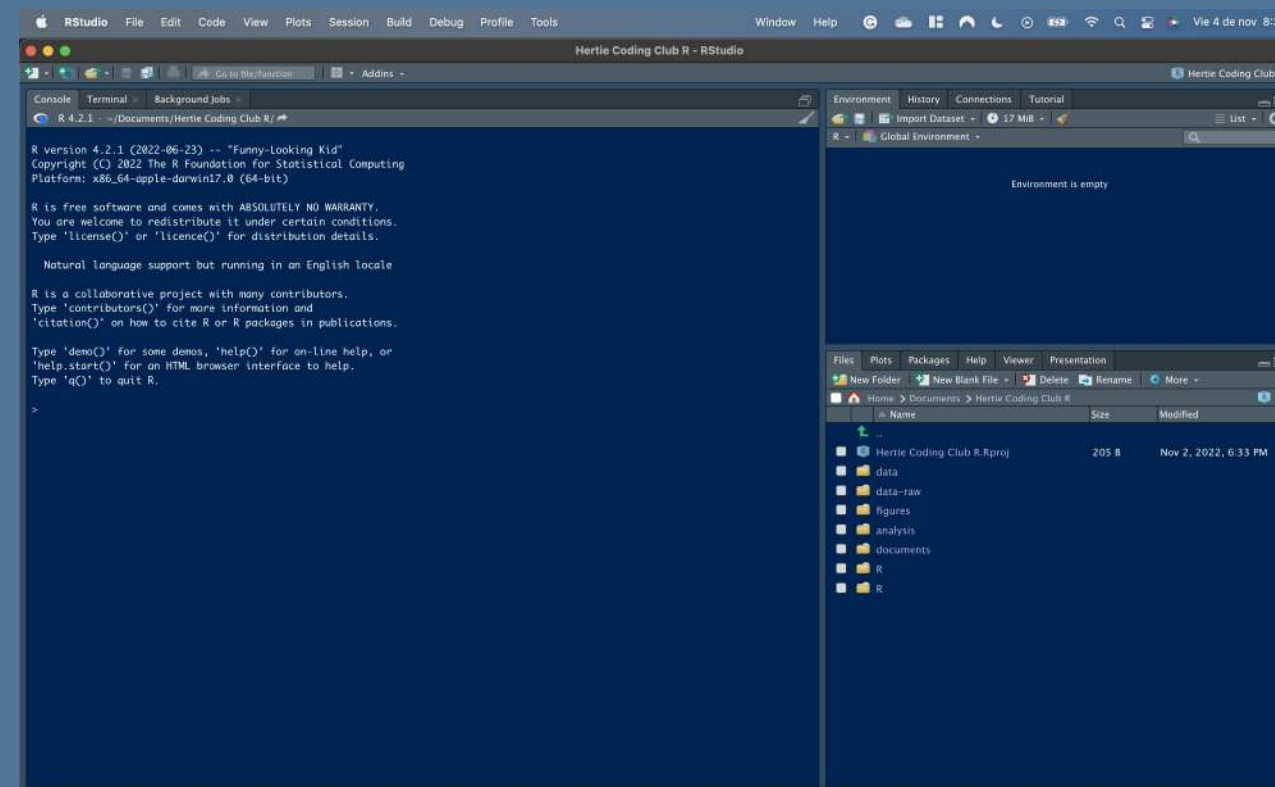 RStudio File Edit Code View Plots Session Build Debug Profile Tools Window Help Vie 4 de nov 8:
Hertie Coding Club R - RStudio
Go to file/function Addins Hertie Coding Club
Console Terminal Background Jobs
R 4.2.1 · ~/Documents/Hertie Coding Club R/
R version 4.2.1 (2022-06-23) -- "Funny-Looking Kid"
Copyright (C) 2022 The R Foundation for Statistical Computing
Platform: x86_64-apple-darwin17.0 (64-bit)
R is free software and comes with ABSOLUTELY NO WARRANTY.
You are welcome to redistribute it under certain conditions.
Type 'license()' or 'licence()' for distribution details.
Natural language support but running in an English locale
R is a collaborative project with many contributors.
Type 'contributors()' for more information and
'citation()' on how to cite R or R packages in publications.
Type 'demo()' for some demos, 'help()' for on-line help, or
'help.start()' for an HTML browser interface to help.
Type 'q()' to quit R.
>
Environment History Connections Tutorial
Import Dataset 17 MiB List
R Global Environment
Environment is empty
Files Plots Packages Help Viewer Presentation
New Folder New Blank File Delete Rename More
Home > Documents > Hertie Coding Club R
Name Size Modified
..
Hertie Coding Club R.Rproj 205 B Nov 2, 2022, 6:33 PM
data
data-raw
figures
analysis
documents
R
R